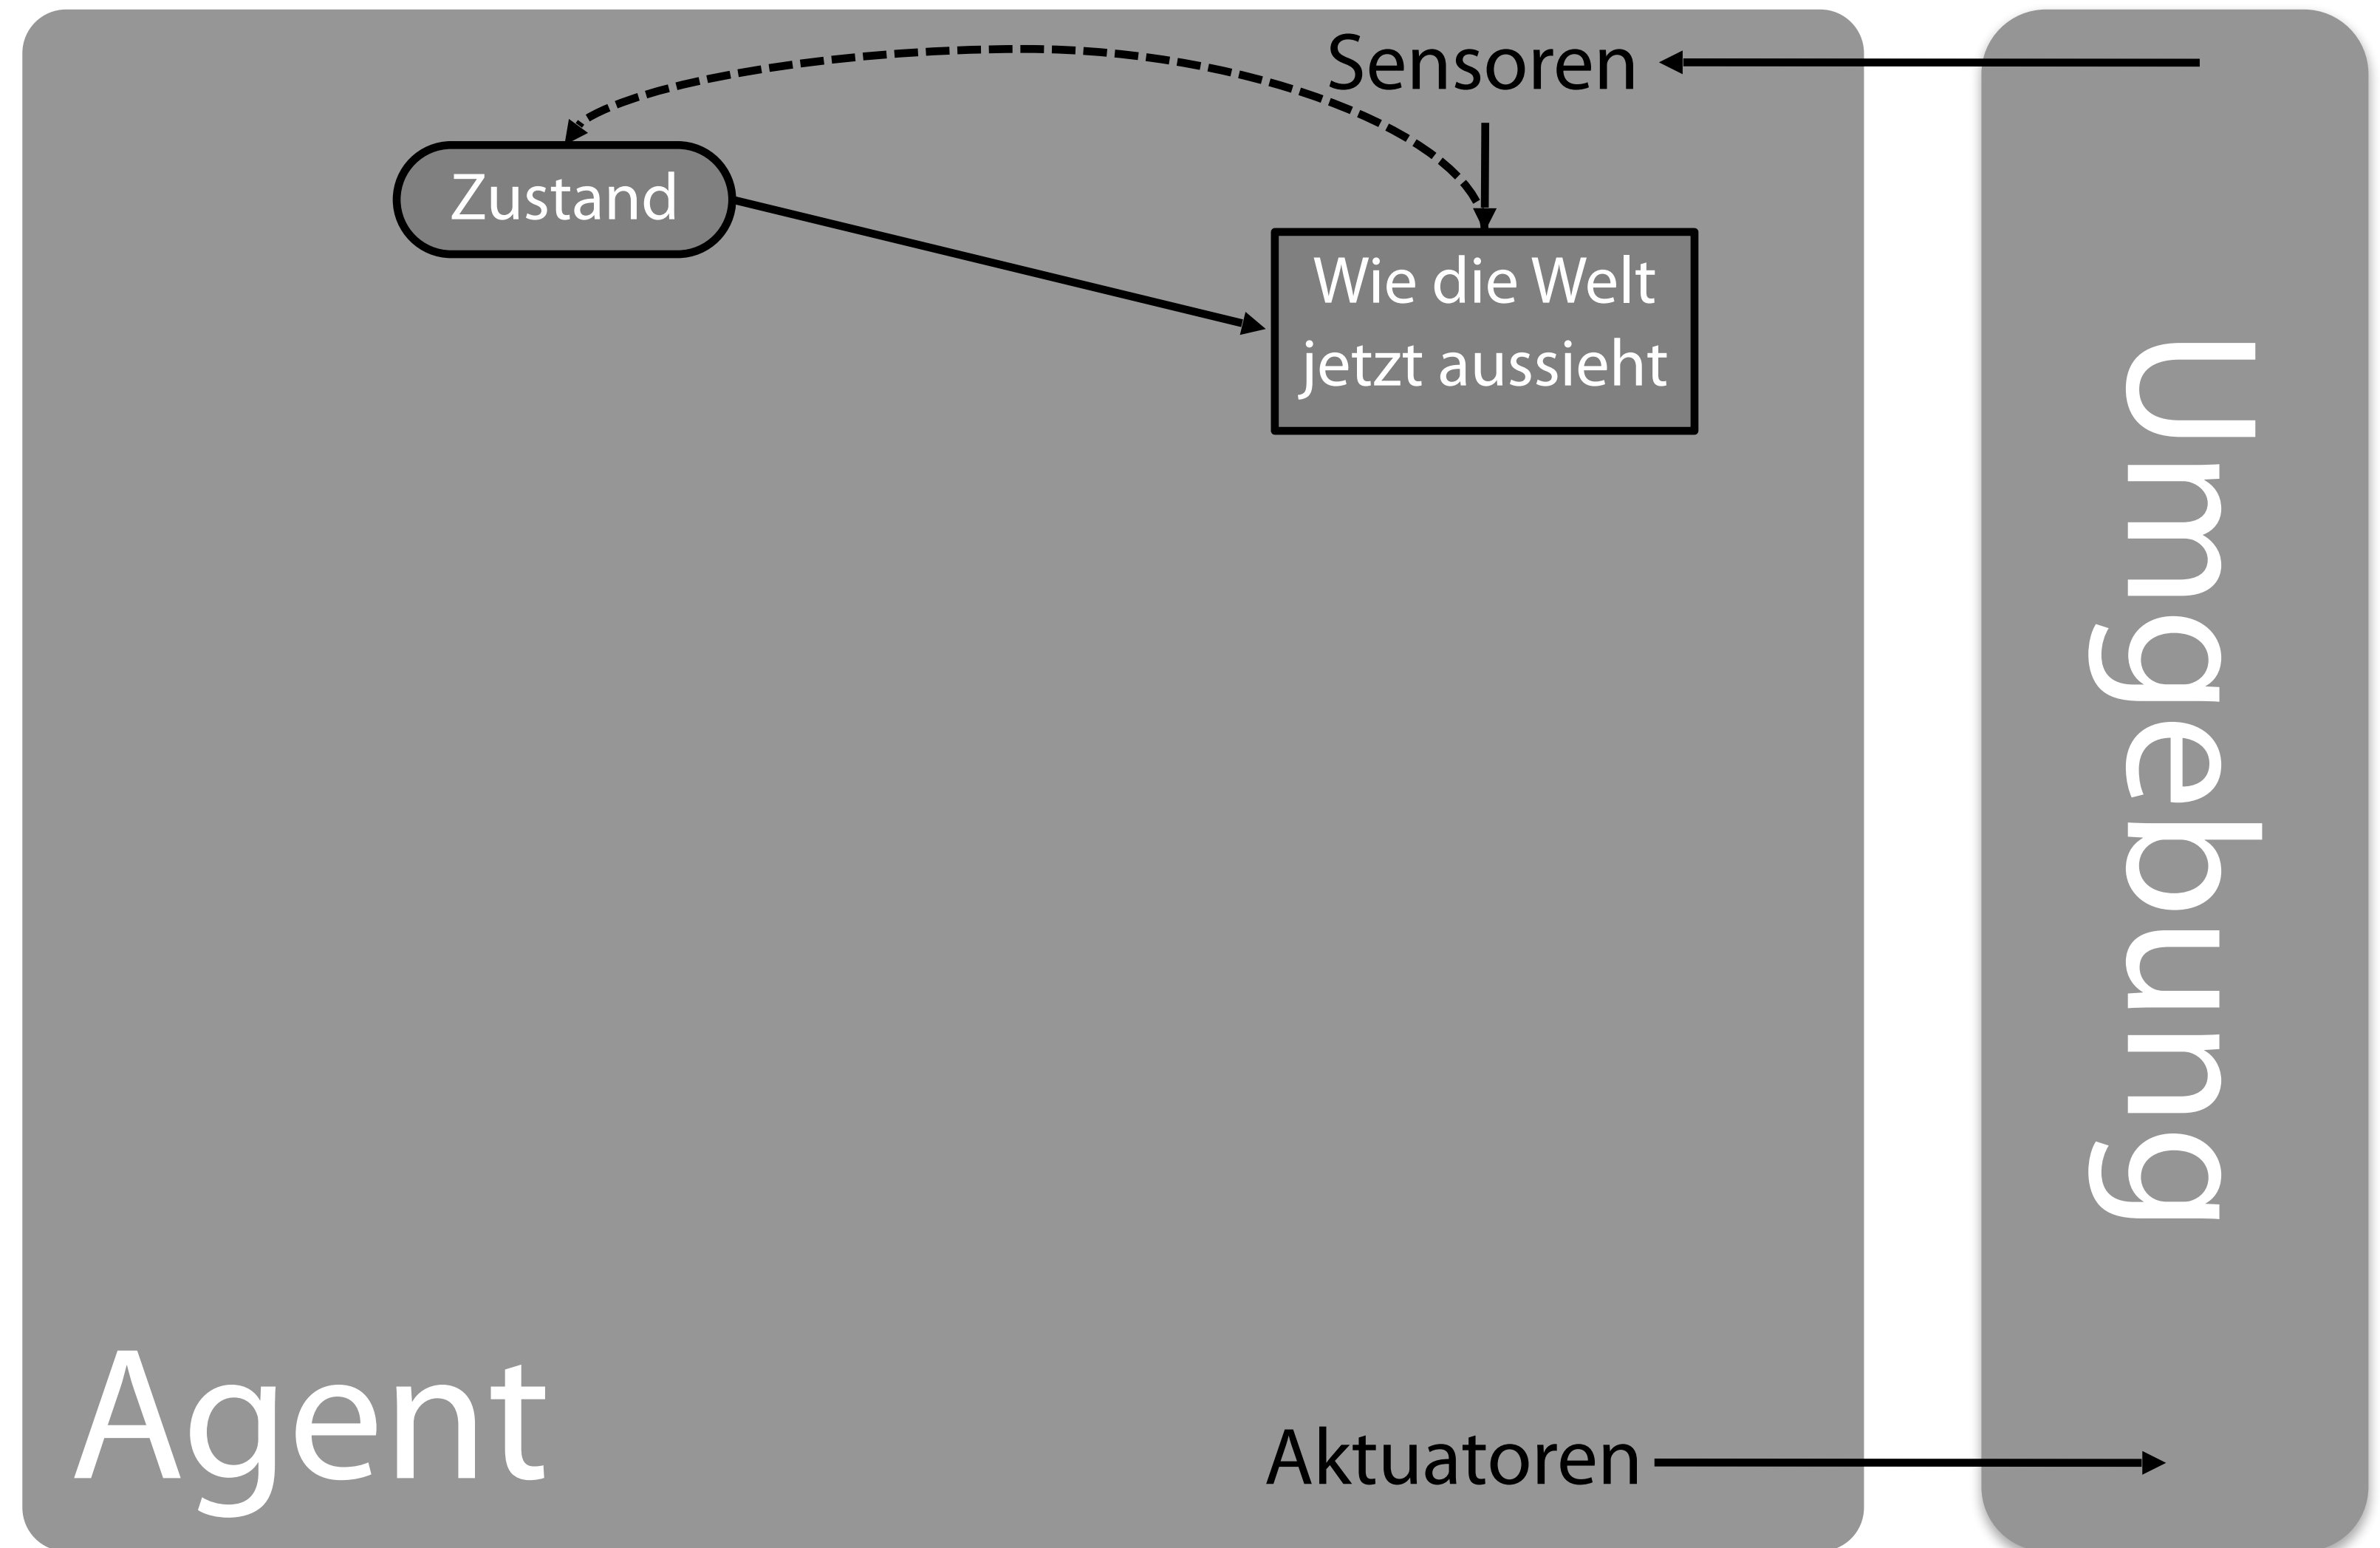 Sensoren
Zustand
Wie die Welt
jetzt aussieht
Umgebung
Agent
Aktuatoren